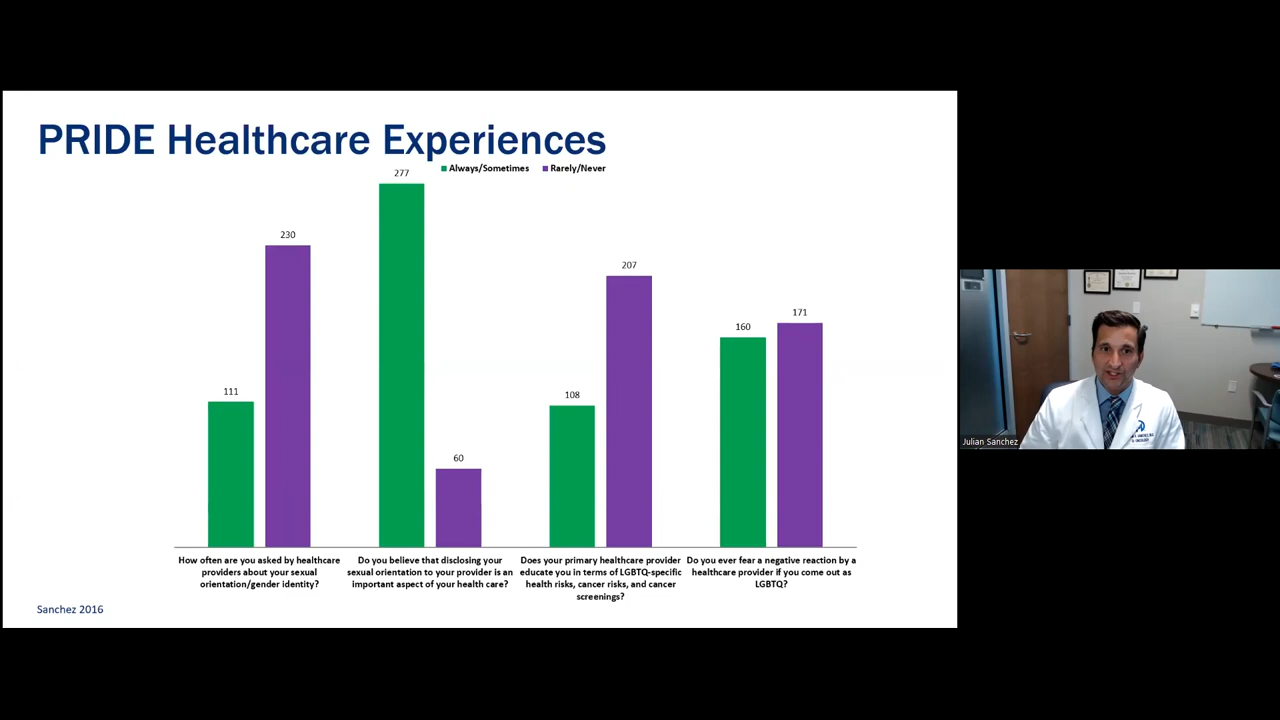 PRIDE Healthcare Experiences
Always/Sometimes Rarely/Never
277
230
207
171
160
111
108
60
How often are you asked by healthcare
providers about your sexual
orientation/gender identity?
Do you believe that disclosing your
sexual orientation to your provider is an
important aspect of your health care?
Does your primary healthcare provider
educate you in terms of LGBTQ-specific
health risks, cancer risks, and cancer
screenings?
Do you ever fear a negative reaction by a
healthcare provider if you come out as
LGBTQ?
Sanchez 2016
Julian Sanchez